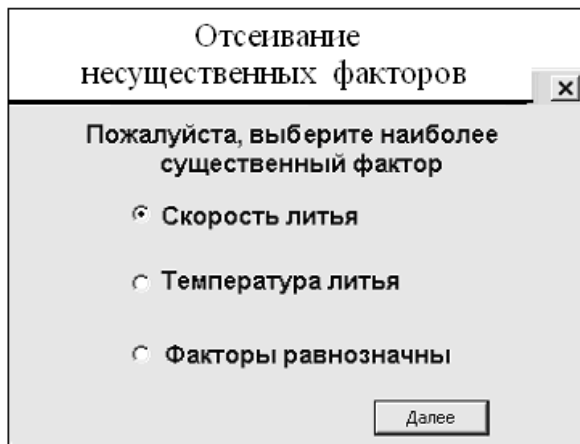 Отсеивание
несущественных факторов
Пожалуйста, выберите наиболее
существенный фактор
Скорость литья
Температура литья
Факторы равнозначны
Далее